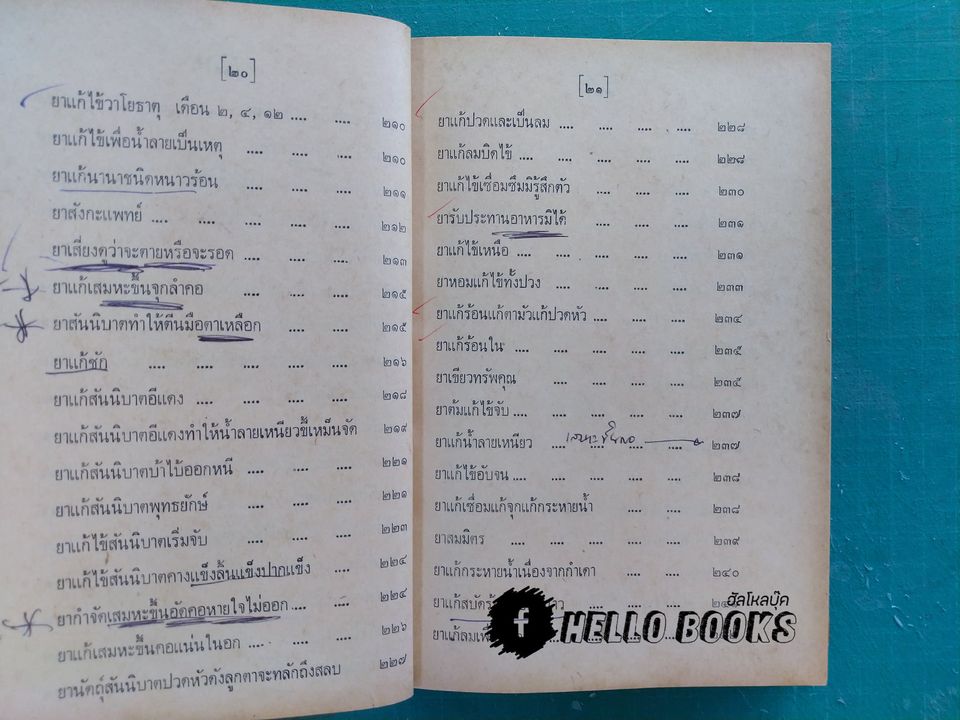 [๒๐]
ยาแก้ไข้วาโยธาตุ เดือน ๒, ๔, ๑๒ .... .... ๒๑๐
ยาแก้ไข้เพื่อน้ำลายเป็นเหตุ .... .... .... ๒๑๐
ยาแก้นานาชนิดหนาวร้อน .... .... .... ๒๑๑
ยาสังกะแพทย์ .... .... .... .... ๒๑๒
ยาเสี่ยงดูว่าจะตายหรือจะรอด .... .... .... ๒๑๓
ยาแก้เสมหะขึ้นจุกลำคอ .... .... .... ๒๑๕
ยาสันนิบาตทำให้ตีนมือตาเหลือก .... .... ๒๑๕
ยาแก้ชัก .... .... .... .... .... ๒๑๖
ยาแก้สันนิบาตอีแดง .... .... .... .... ๒๑๘
ยาแก้สันนิบาตอีแดงทำให้น้ำลายเหนียวขี้เหม็นจัด ๒๑๙
ยาแก้สันนิบาตบ้าใบ้ออกหนี .... .... .... ๒๒๑
ยาแก้สันนิบาตพุทธยักษ์ .... .... .... ๒๒๑
ยาแก้ไข้สันนิบาตเริ่มจับ .... .... .... ๒๒๓
ยาแก้ไข้สันนิบาตคางแข็งลิ้นแข็งปากแข็ง .... ๒๒๔
ยากำจัดเสมหะขึ้นอัดคอหายใจไม่ออก .... .... ๒๒๔
ยาแก้เสมหะขึ้นคอแน่นในอก .... .... .... ๒๒๖
ยานัตถุ์สันนิบาตปวดหัวดังลูกตาจะทลักถึงสลบ ๒๒๗
[๒๑]
ยาแก้ปวดและเป็นลม .... .... .... .... ๒๒๘
ยาแก้ลมบิดไข้ .... .... .... .... .... ๒๒๘
ยาแก้ไข้เชื่อมซึมมิรู้สึกตัว .... .... .... ๒๓๐
ยารับประทานอาหารมิได้ .... .... .... ๒๓๑
ยาแก้ไข้เหนือ .... .... .... .... .... ๒๓๑
ยาหอมแก้ไข้ทั้งปวง .... .... .... .... ๒๓๓
ยาแก้ร้อนแก้ตามัวแก้ปวดหัว .... .... .... ๒๓๔
ยาแก้ร้อนใน .... .... .... .... .... ๒๓๕
ยาเขียวทรัพคุณ .... .... .... .... ๒๓๕
ยาต้มแก้ไข้จับ .... .... .... .... .... ๒๓๗
ยาแก้น้ำลายเหนียว .... .... .... .... ๒๓๗
ยาแก้ไข้อับจน .... .... .... .... .... ๒๓๘
ยาแก้เชื่อมแก้จุกแก้กระหายน้ำ .... .... ๒๓๘
ยาสมมิตร .... .... .... .... .... ๒๓๙
ยาแก้กระหายน้ำเนื่องจากกำเดา .... .... ๒๔๐
ยาแก้สบัด
ฮัลโหลบุ๊ค
f HELLO BOOKS